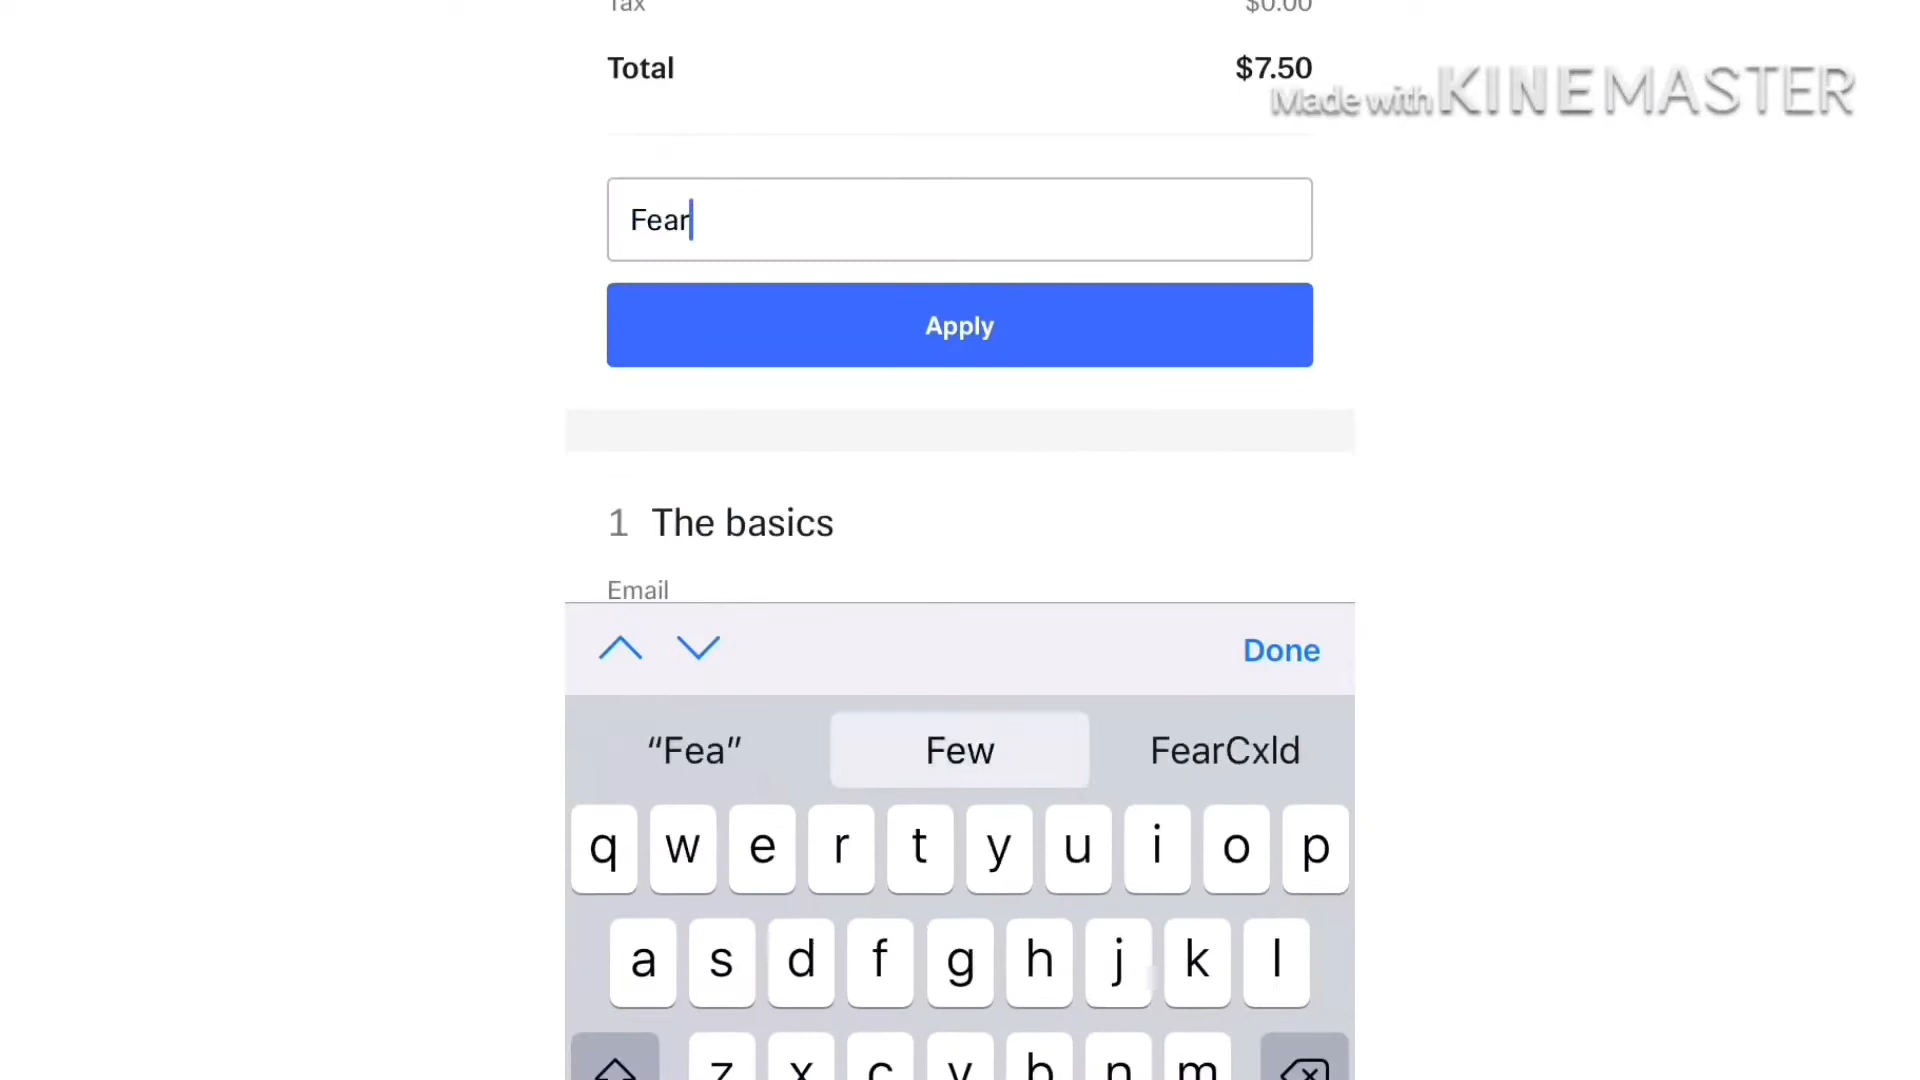 Tax $0.00
Total $7.50
Made with KINEMASTER
Fear
Apply
1 The basics
Email
Done
“Fea” Few FearCxld
q w e r t y u i o p
a s d f g h j k l
z x c v b n m